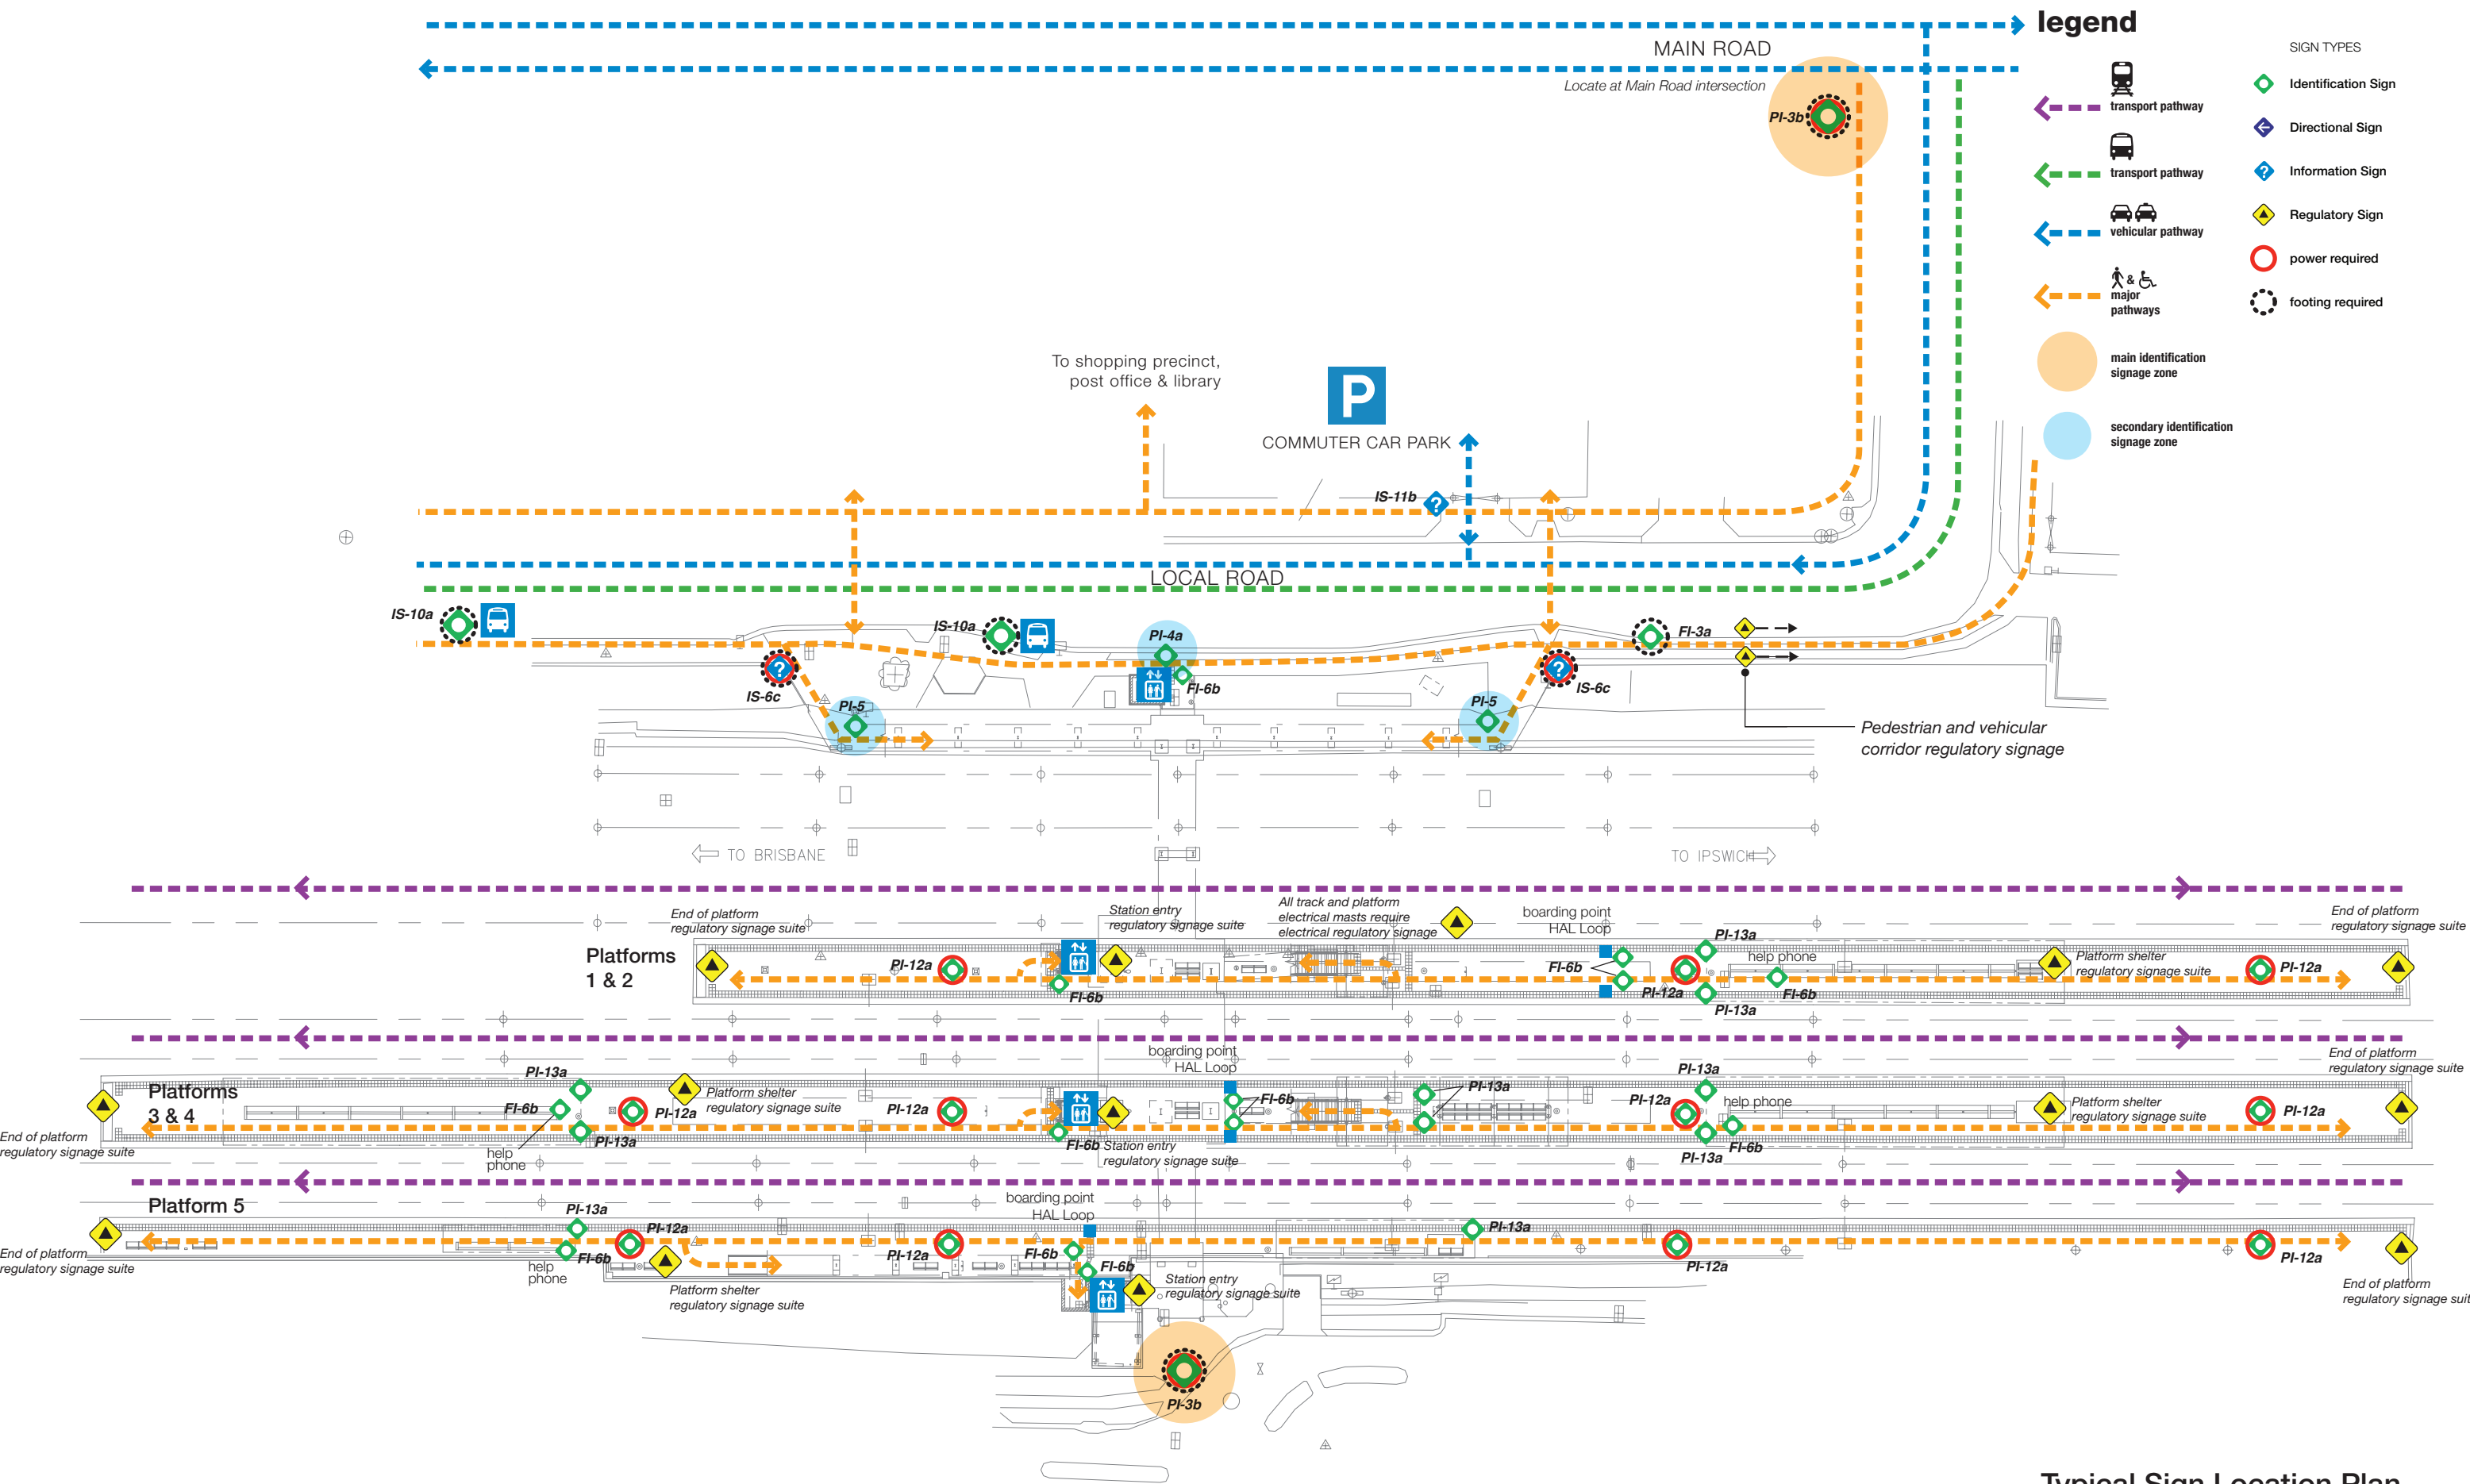 legend
SIGN TYPES
MAIN ROAD
Locate at Main Road intersection
PI-3b
transport pathway
transport pathway
vehicular pathway
&
major
pathways
main identification
signage zone
secondary identification
signage zone
Identification Sign
Directional Sign
Information Sign
Regulatory Sign
power required
footing required
To shopping precinct,
post office & library
P
COMMUTER CAR PARK
IS-11b
LOCAL ROAD
IS-10a
IS-10a
PI-4a
FI-3a
IS-6c
FI-6b
IS-6c
PI-5
PI-5
Pedestrian and vehicular
corridor regulatory signage
TO BRISBANE
TO IPSWICH
End of platform
regulatory signage suite
Station entry
regulatory signage suite
All track and platform
electrical masts require
electrical regulatory signage
boarding point
HAL Loop
PI-13a
End of platform
regulatory signage suite
Platforms
1 & 2
PI-12a
FI-6b
FI-6b
PI-12a
help phone
FI-6b
Platform shelter
regulatory signage suite
PI-12a
PI-13a
boarding point
HAL Loop
End of platform
regulatory signage suite
Platforms
3 & 4
PI-13a
FI-6b
PI-12a
Platform shelter
regulatory signage suite
PI-12a
FI-6b
PI-13a
PI-13a
PI-12a
help phone
Platform shelter
regulatory signage suite
PI-12a
End of platform
regulatory signage suite
PI-13a
help
phone
FI-6b
Station entry
regulatory signage suite
FI-6b
PI-13a
Platform 5
PI-13a
PI-12a
boarding point
HAL Loop
PI-13a
End of platform
regulatory signage suite
FI-6b
help
phone
PI-12a
FI-6b
FI-6b
PI-12a
PI-12a
Platform shelter
regulatory signage suite
Station entry
regulatory signage suite
End of platform
regulatory signage suit
PI-3b
Typical Sign Location Plan